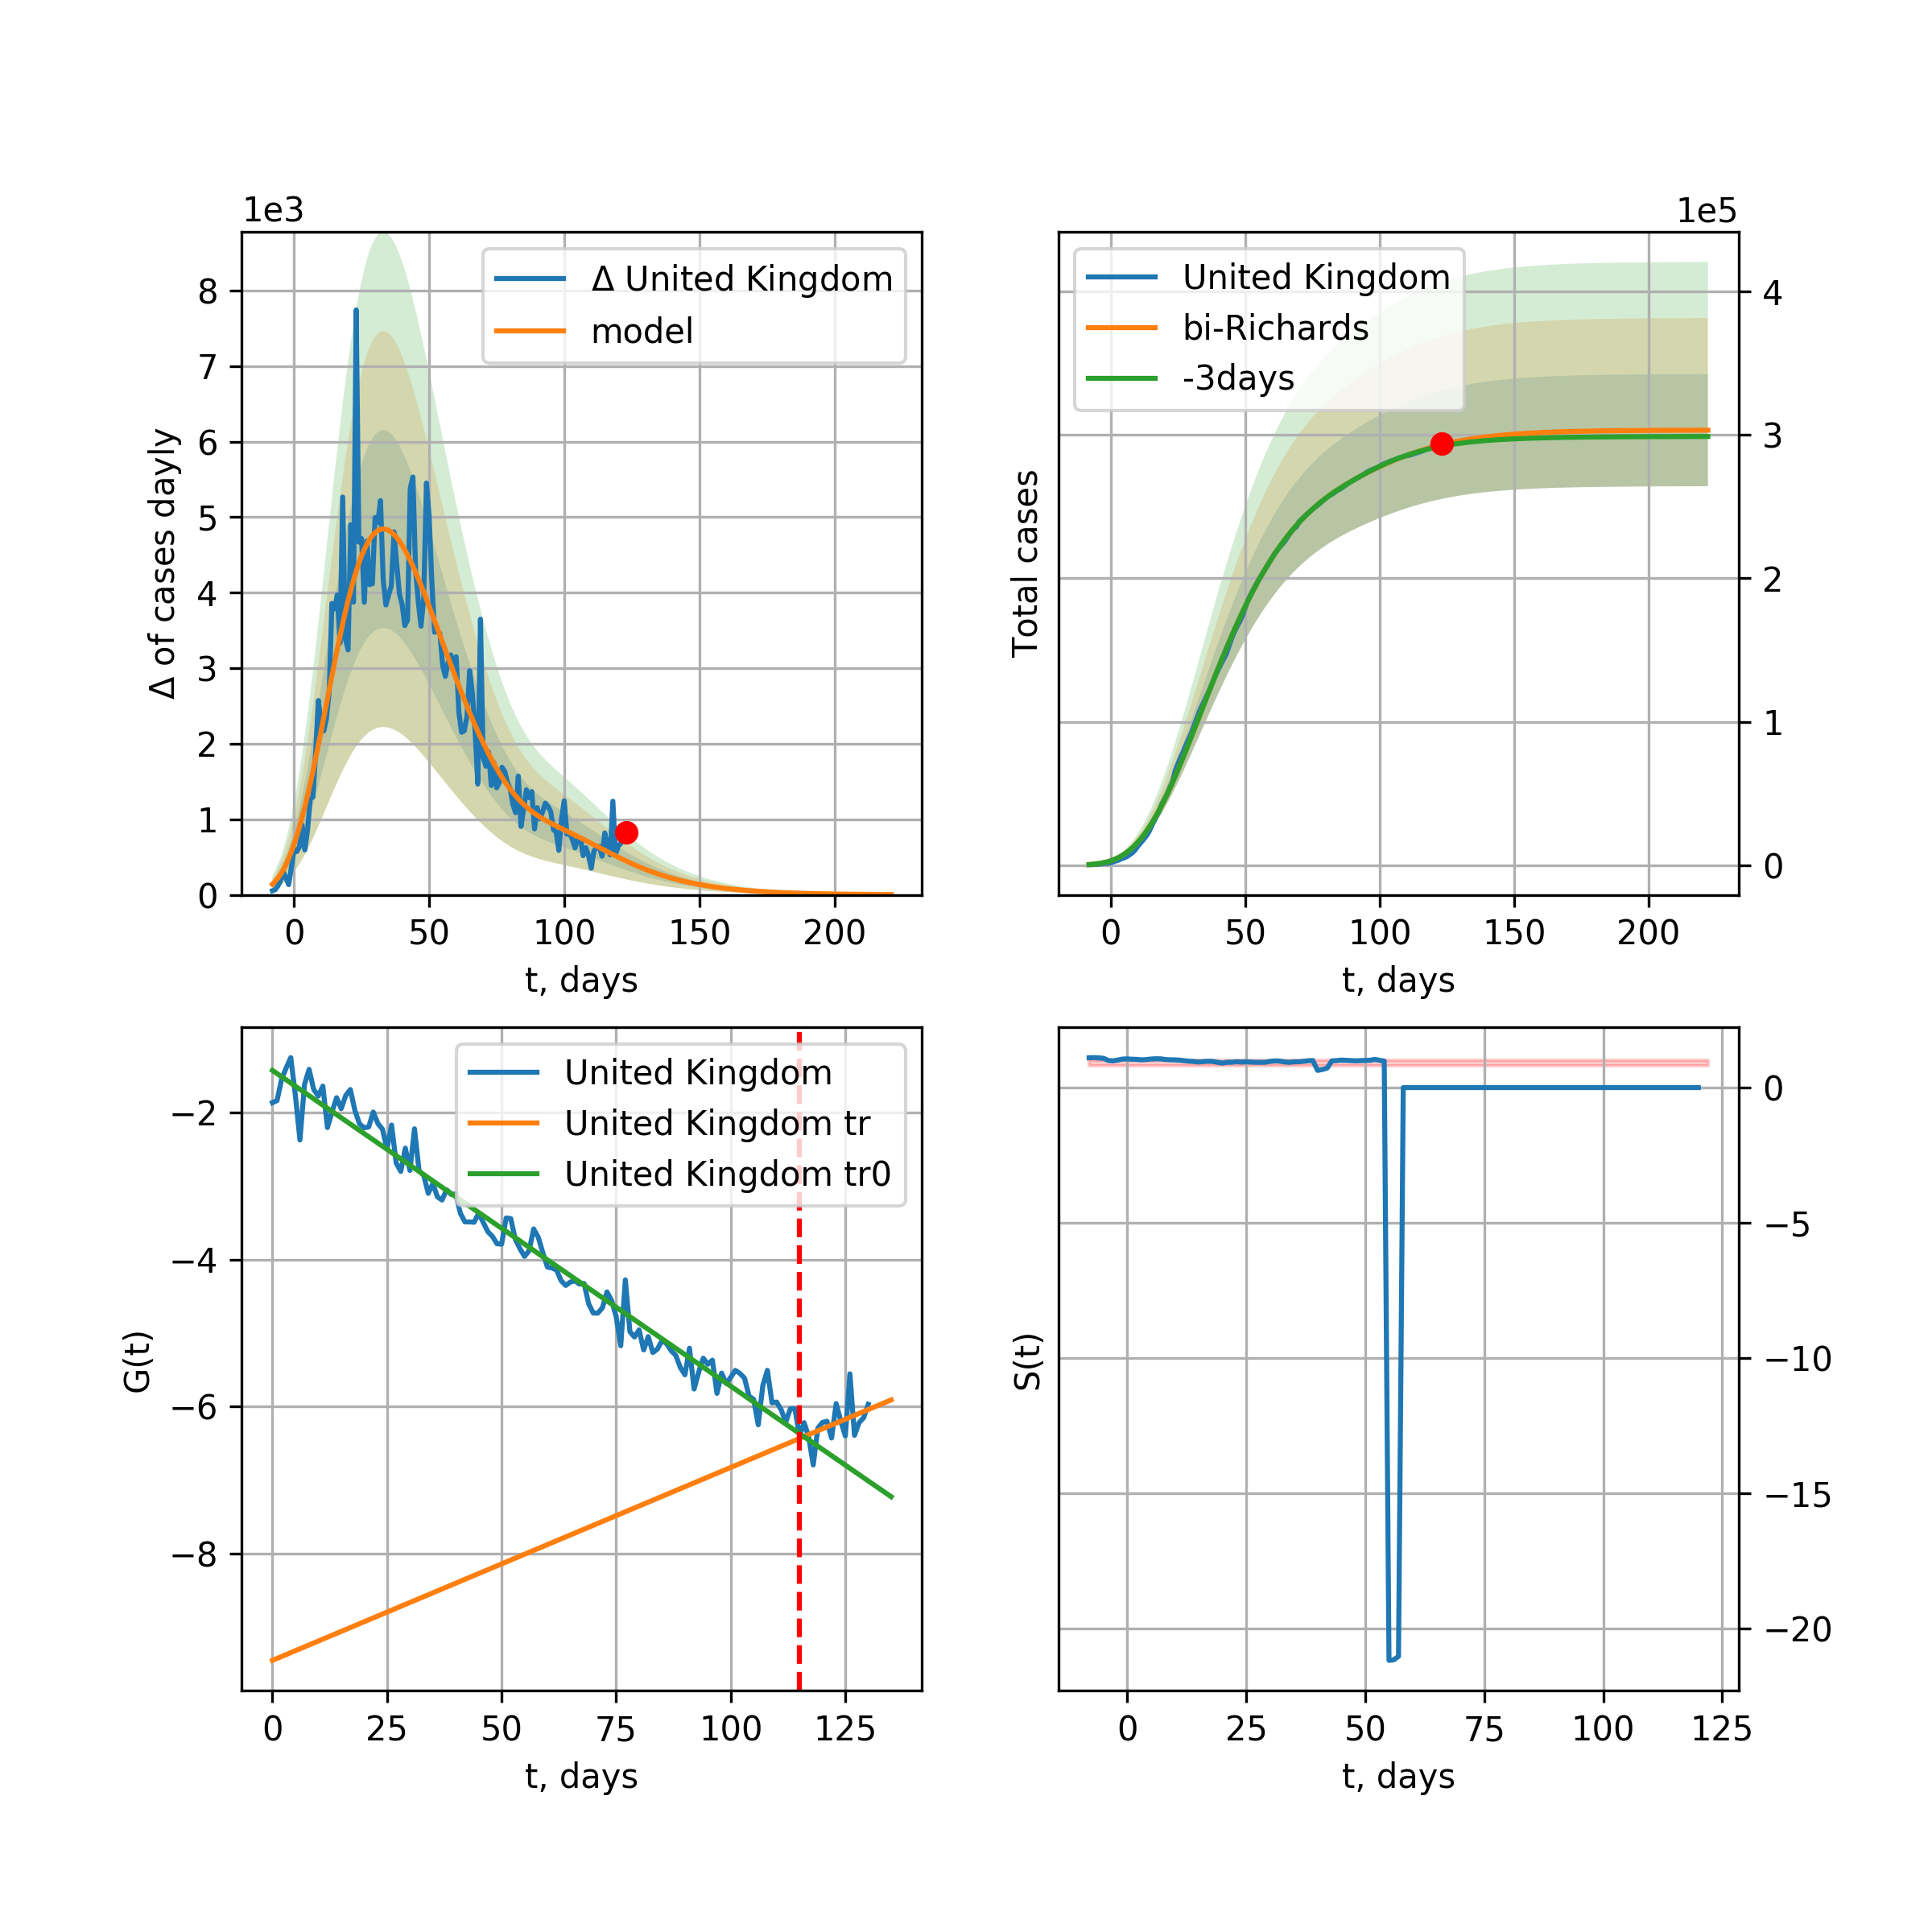 1e3
8
7
6
5
4
3
2
1
0
Δ of cases dayly
Δ United Kingdom
model
0 50 100 150 200
t, days
1e5
4
3
2
1
0
Total cases
United Kingdom
bi-Richards
-3days
0 50 100 150 200
t, days
−2
−4
−6
−8
G(t)
United Kingdom
United Kingdom tr
United Kingdom tr0
0 25 50 75 100 125
t, days
0
−5
−10
−15
−20
S(t)
0 25 50 75 100 125
t, days